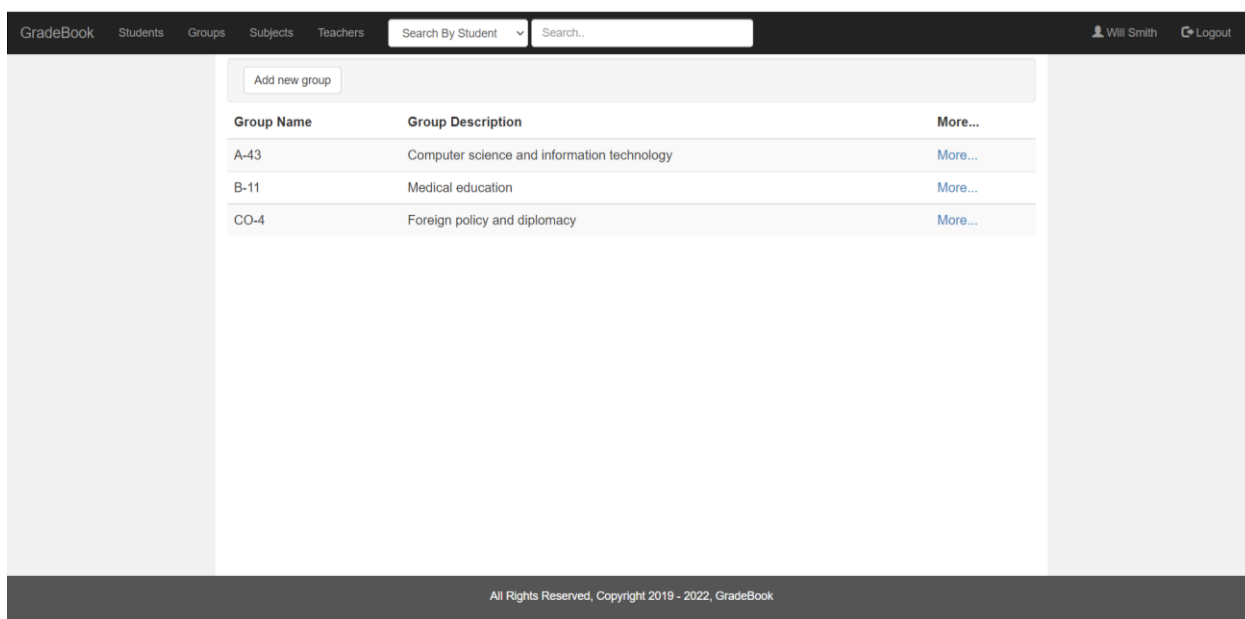 GradeBook Students Groups Subjects Teachers Search By Student Search.. Will Smith Logout
Add new group
Group Name Group Description More...
A-43 Computer science and information technology More...
B-11 Medical education More...
CO-4 Foreign policy and diplomacy More...
All Rights Reserved, Copyright 2019 - 2022, GradeBook